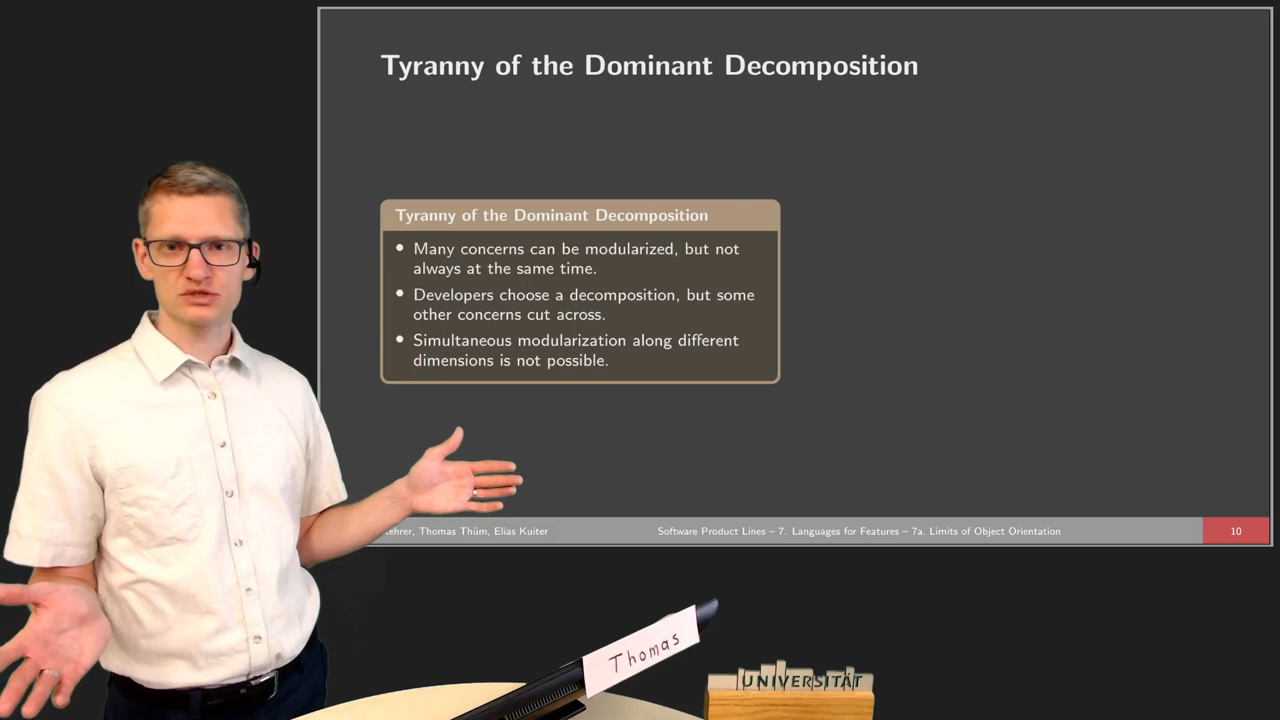 Tyranny of the Dominant Decomposition
Tyranny of the Dominant Decomposition
• Many concerns can be modularized, but not
always at the same time.
• Developers choose a decomposition, but some
other concerns cut across.
• Simultaneous modularization along different
dimensions is not possible.
Thomas Thüm, Elias Kuiter
Software Product Lines – 7. Languages for Features – 7a. Limits of Object Orientation
10
Thomas
UNIVERSITÄT